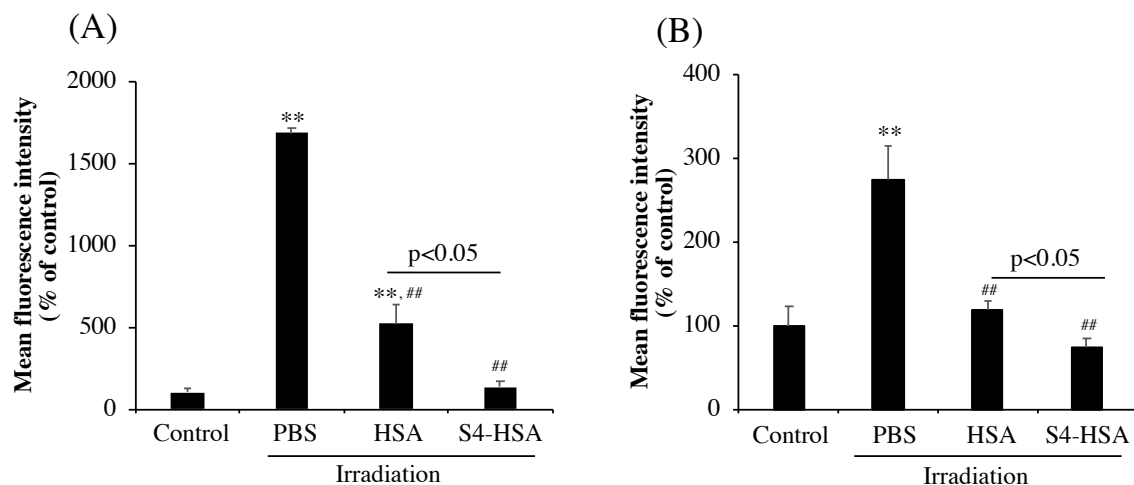 (A)
Mean fluorescence intensity
(% of control)
2000
1500
1000
500
0
**
**, ##
p<0.05
##
Control
PBS
HSA
S4-HSA
Irradiation
(B)
Mean fluorescence intensity
(% of control)
400
300
200
100
0
**
##
p<0.05
##
Control
PBS
HSA
S4-HSA
Irradiation